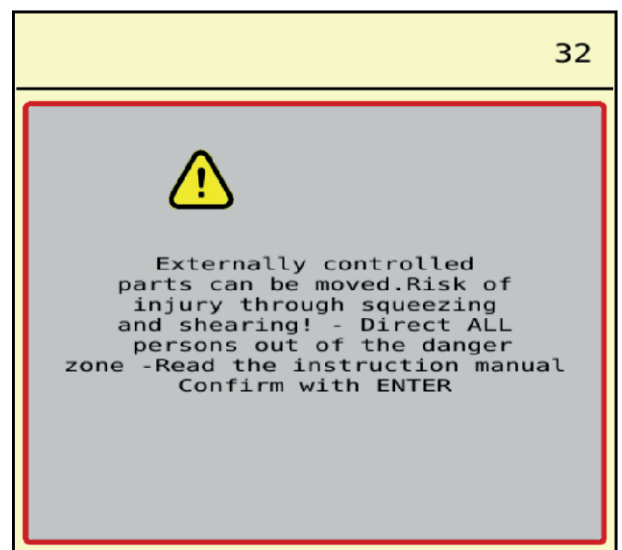 32
Externally controlled
parts can be moved.Risk of
injury through squeezing
and shearing! - Direct ALL
persons out of the danger
zone -Read the instruction manual
Confirm with ENTER